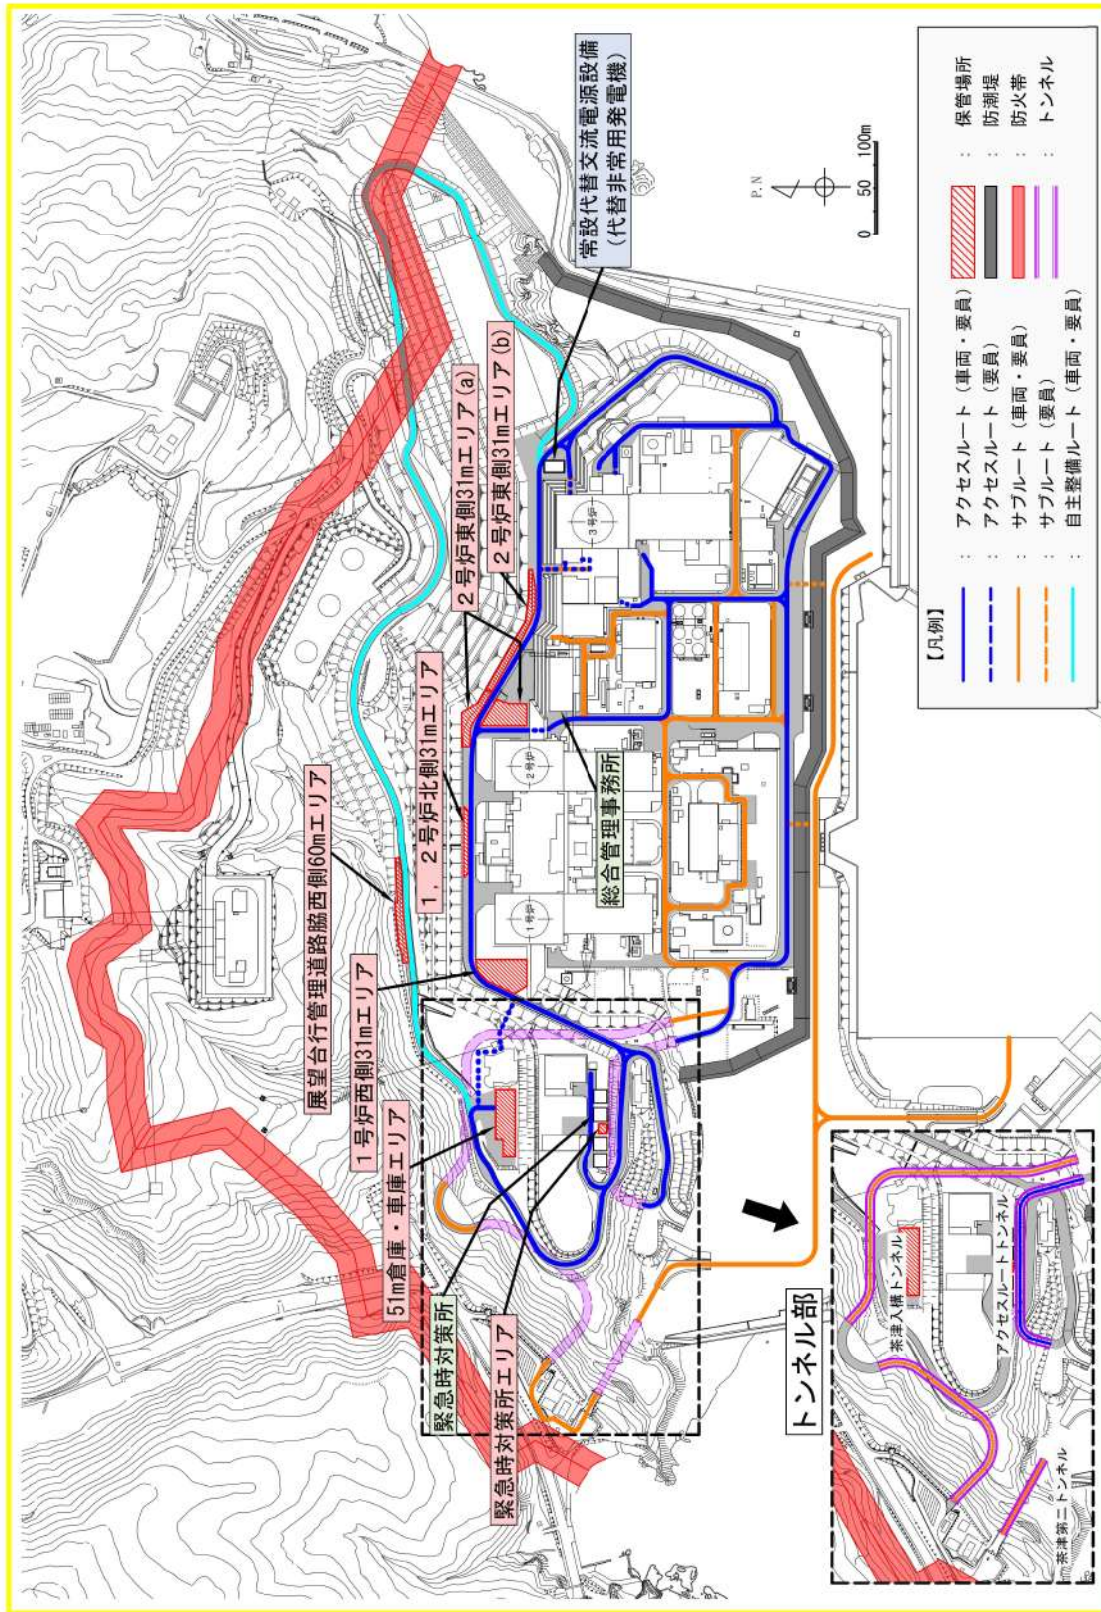 展望台行管理道路脇西側60mエリア
1号炉西側31mエリア
51m倉庫・車庫エリア
緊急時対策所
緊急時対策所エリア
1,2号炉北側31mエリア
2号炉東側31mエリア(a)
2号炉東側31mエリア(b)
常設代替交流電源設備
(代替非常用発電機)
総合管理事務所
1号炉
2号炉
3号炉
P.N
0 50 100m
【凡例】
: アクセスルート(車両・要員)
: アクセスルート(要員)
: サブルート(車両・要員)
: サブルート(要員)
: 自主整備ルート(車両・要員)
: 保管場所
: 防潮堤
: 防火帯
: トンネル
トンネル部
茶津入構トンネル
アクセスルートトンネル
茶津第二トンネル